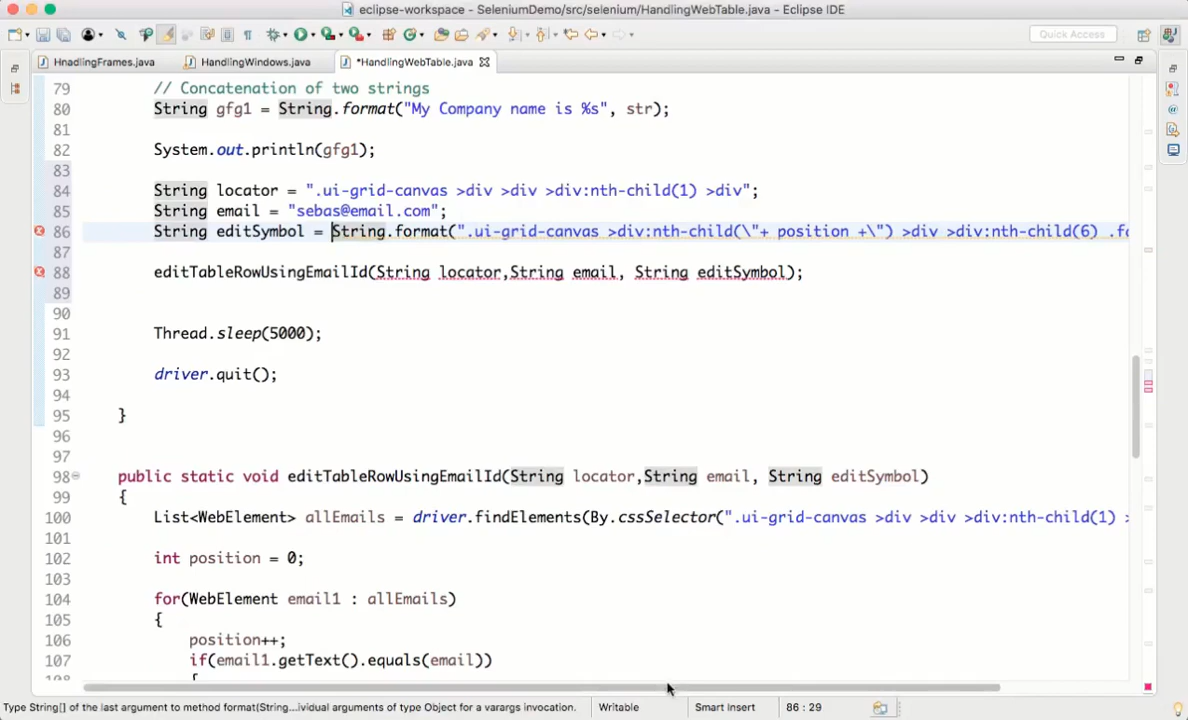 eclipse-workspace - SeleniumDemo/src/selenium/HandlingWebTable.java - Eclipse IDE
Quick Access
HnadlingFrames.java HandlingWindows.java *HandlingWebTable.java
79 // Concatenation of two strings
80 String gfg1 = String.format("My Company name is %s", str);
81
82 System.out.println(gfg1);
83
84 String locator = ".ui-grid-canvas >div >div >div:nth-child(1) >div";
85 String email = "sebas@email.com";
86 String editSymbol = String.format(".ui-grid-canvas >div:nth-child(\"+ position +\") >div >div:nth-child(6) .fo
87
88 editTableRowUsingEmailId(String locator,String email, String editSymbol);
89
90
91 Thread.sleep(5000);
92
93 driver.quit();
94
95 }
96
97
98 public static void editTableRowUsingEmailId(String locator,String email, String editSymbol)
99 {
100 List<WebElement> allEmails = driver.findElements(By.cssSelector(".ui-grid-canvas >div >div >div:nth-child(1) >
101
102 int position = 0;
103
104 for(WebElement email1 : allEmails)
105 {
106 position++;
107 if(email1.getText().equals(email))
108 {
Type String[] of the last argument to method format(String...ividual arguments of type Object for a varargs invocation. Writable Smart Insert 86 : 29